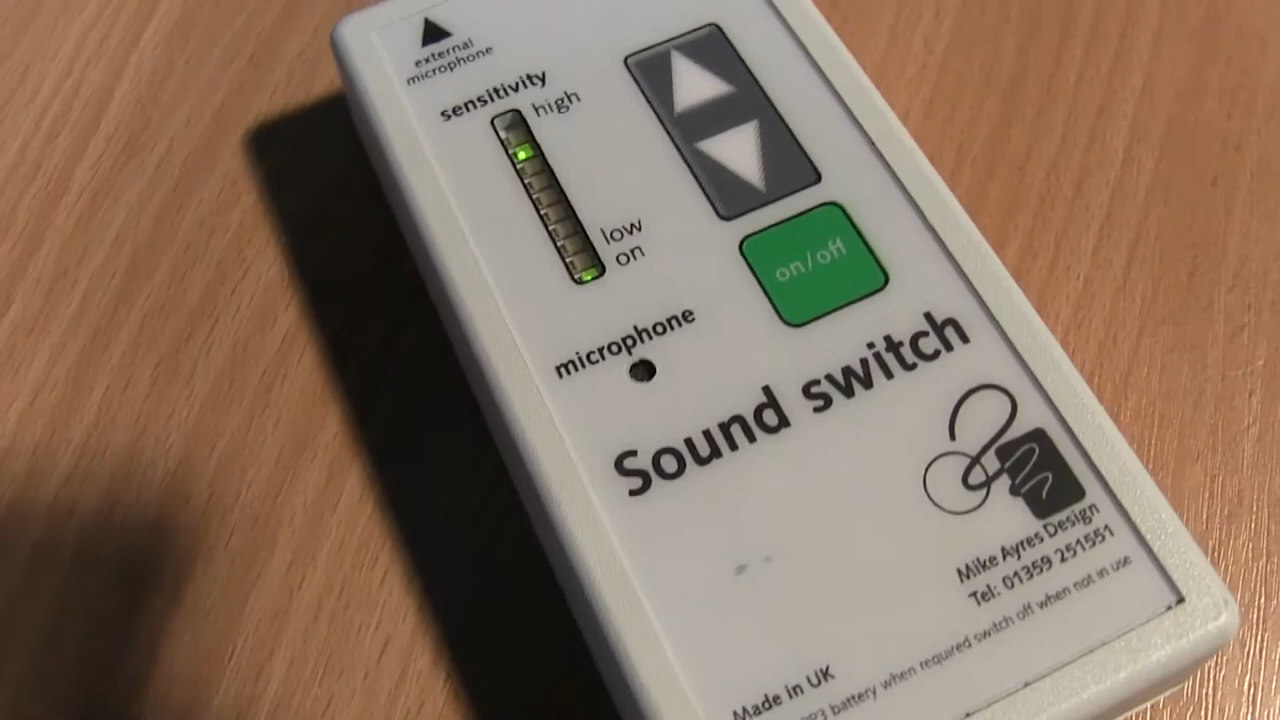 external
microphone
sensitivity
high
low
on
on/off
microphone
Sound switch
Mike Ayres Design
Tel: 01359 251551
Made in UK
battery when required switch off when not in use